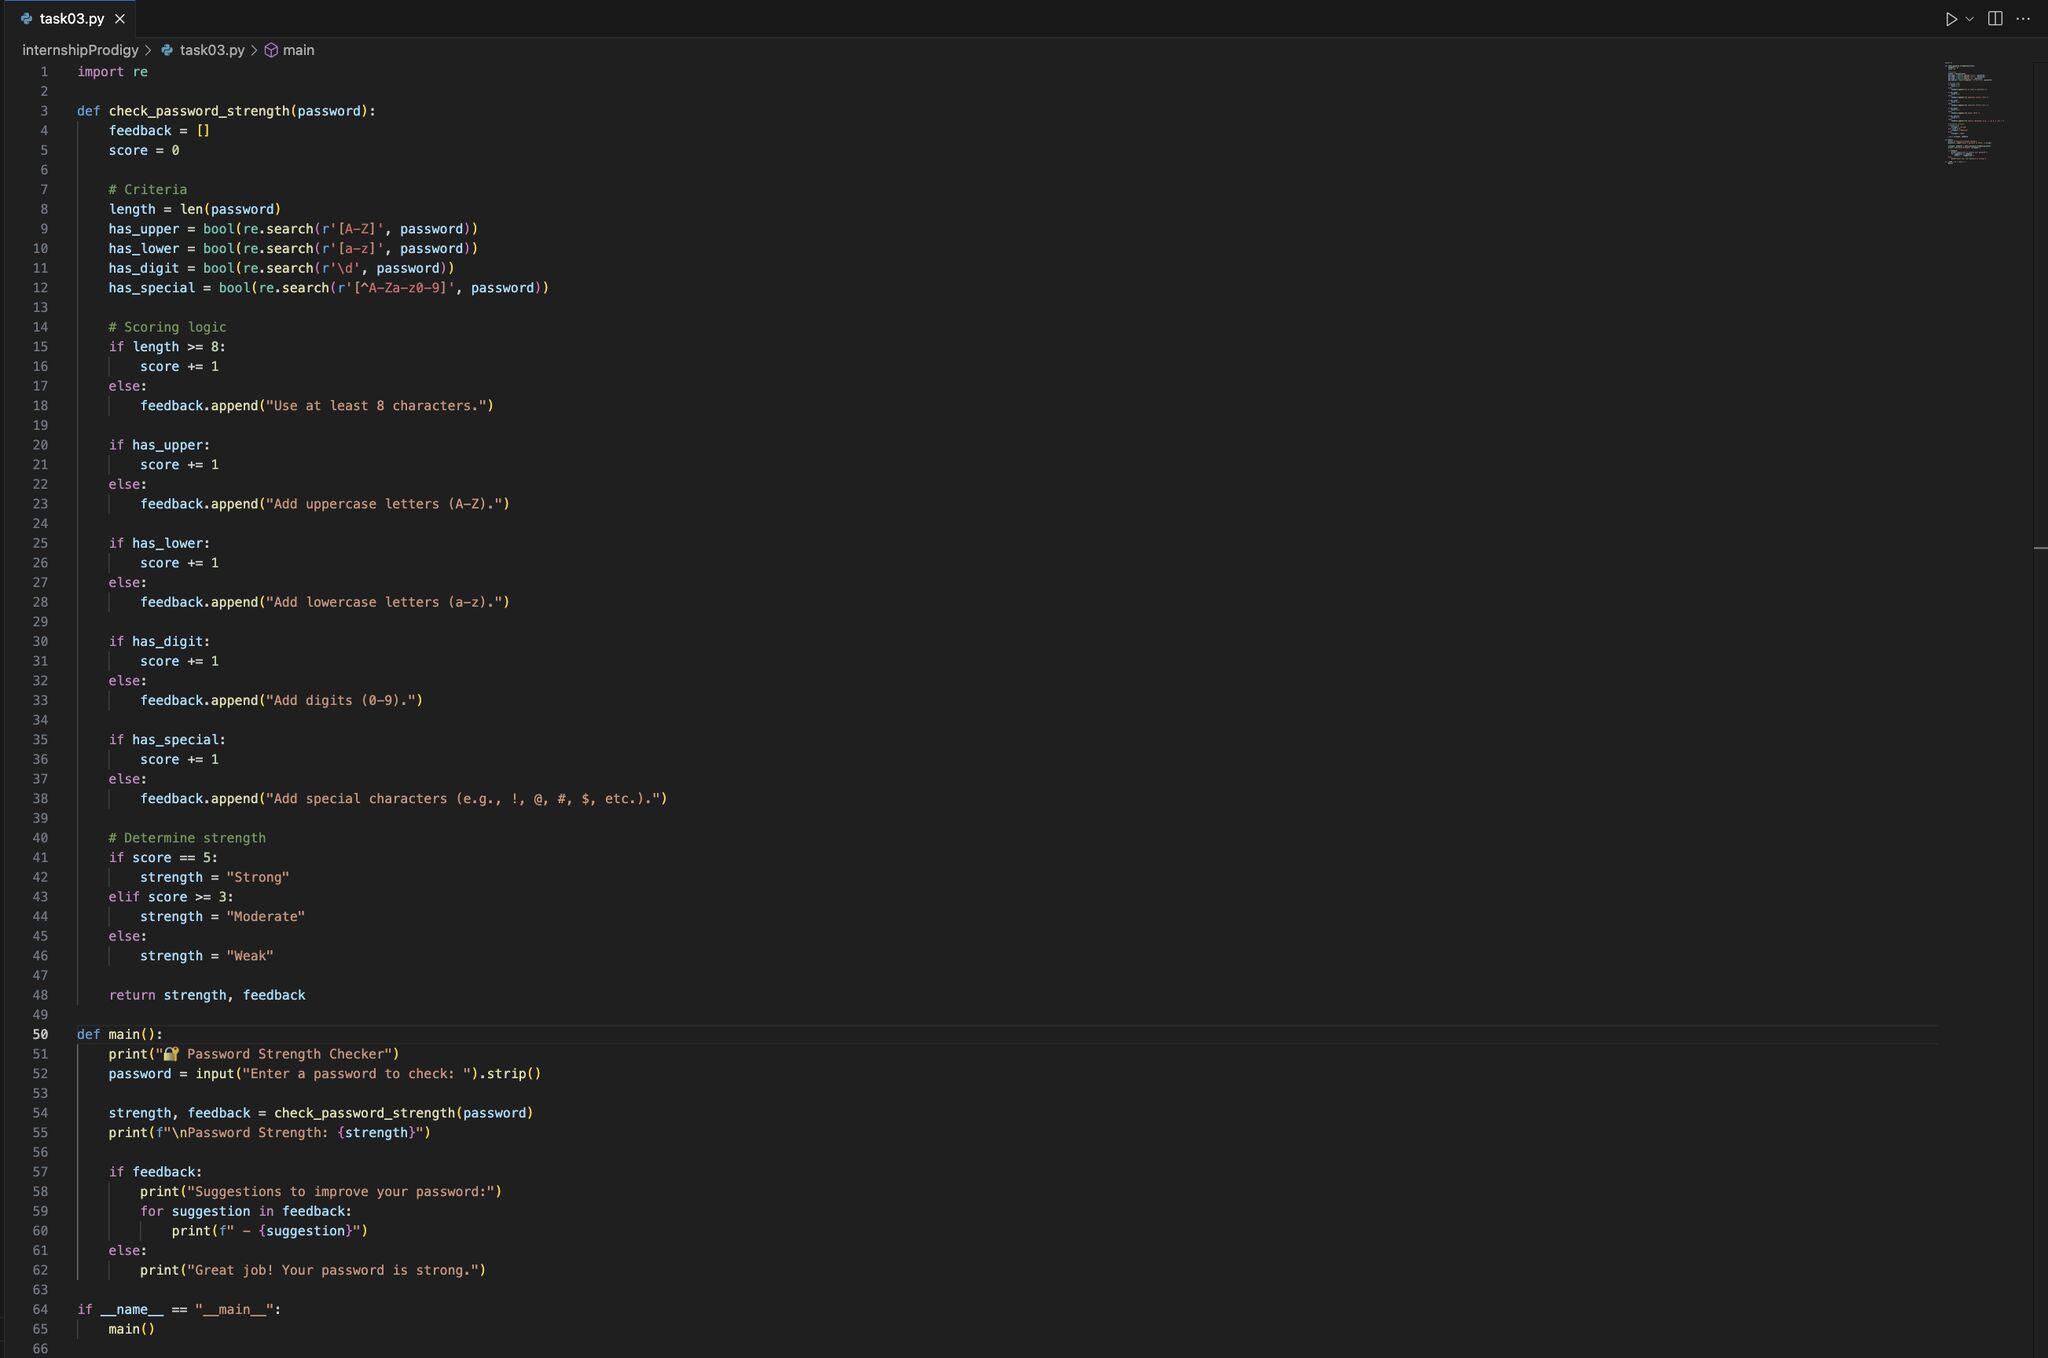 task03.py
internshipProdigy > task03.py > main
1 import re
2
3 def check_password_strength(password):
4     feedback = []
5     score = 0
6
7     # Criteria
8     length = len(password)
9     has_upper = bool(re.search(r'[A-Z]', password))
10     has_lower = bool(re.search(r'[a-z]', password))
11     has_digit = bool(re.search(r'\d', password))
12     has_special = bool(re.search(r'[^A-Za-z0-9]', password))
13
14     # Scoring logic
15     if length >= 8:
16         score += 1
17     else:
18         feedback.append("Use at least 8 characters.")
19
20     if has_upper:
21         score += 1
22     else:
23         feedback.append("Add uppercase letters (A-Z).")
24
25     if has_lower:
26         score += 1
27     else:
28         feedback.append("Add lowercase letters (a-z).")
29
30     if has_digit:
31         score += 1
32     else:
33         feedback.append("Add digits (0-9).")
34
35     if has_special:
36         score += 1
37     else:
38         feedback.append("Add special characters (e.g., !, @, #, $, etc.).")
39
40     # Determine strength
41     if score == 5:
42         strength = "Strong"
43     elif score >= 3:
44         strength = "Moderate"
45     else:
46         strength = "Weak"
47
48     return strength, feedback
49
50 def main():
51     print("🔐 Password Strength Checker")
52     password = input("Enter a password to check: ").strip()
53
54     strength, feedback = check_password_strength(password)
55     print(f"\nPassword Strength: {strength}")
56
57     if feedback:
58         print("Suggestions to improve your password:")
59         for suggestion in feedback:
60             print(f" - {suggestion}")
61     else:
62         print("Great job! Your password is strong.")
63
64 if __name__ == "__main__":
65     main()
66